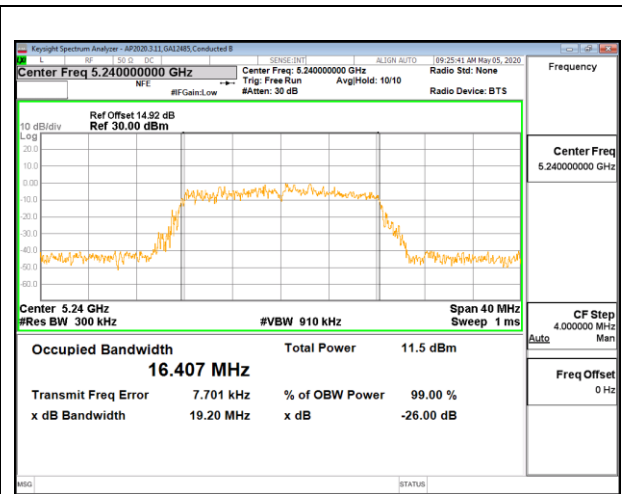 Keysight Spectrum Analyzer - AP2020.3.11,GA12485,Conducted B
L RF 50 Ω DC SENSE:INT ALIGN AUTO 09:25:41 AM May 05, 2020
Center Freq 5.240000000 GHz Center Freq: 5.240000000 GHz Radio Std: None Frequency
NFE Trig: Free Run Avg|Hold: 10/10
#IFGain:Low #Atten: 30 dB Radio Device: BTS
Ref Offset 14.92 dB
10 dB/div Ref 30.00 dBm
Log
20.0
10.0
0.00
-10.0
-20.0
-30.0
-40.0
-50.0
-60.0
Center Freq
5.240000000 GHz
Center 5.24 GHz Span 40 MHz
#Res BW 300 kHz #VBW 910 kHz Sweep 1 ms
CF Step
4.000000 MHz
Auto Man
Occupied Bandwidth Total Power 11.5 dBm
16.407 MHz
Freq Offset
0 Hz
Transmit Freq Error 7.701 kHz % of OBW Power 99.00 %
x dB Bandwidth 19.20 MHz x dB -26.00 dB
MSG STATUS